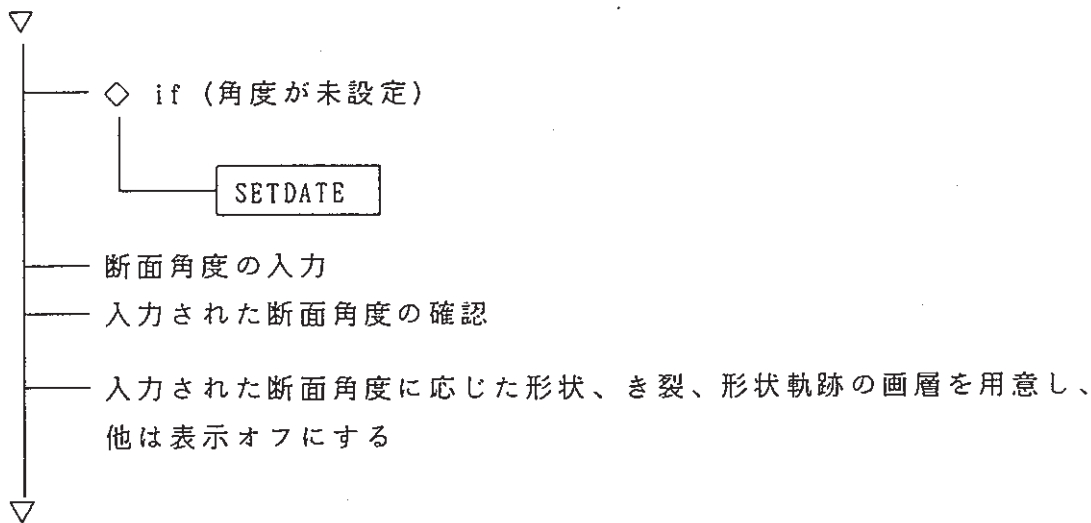 if (角度が未設定)
SETDATE
断面角度の入力
入力された断面角度の確認
入力された断面角度に応じた形状、き裂、形状軌跡の画層を用意し、
他は表示オフにする